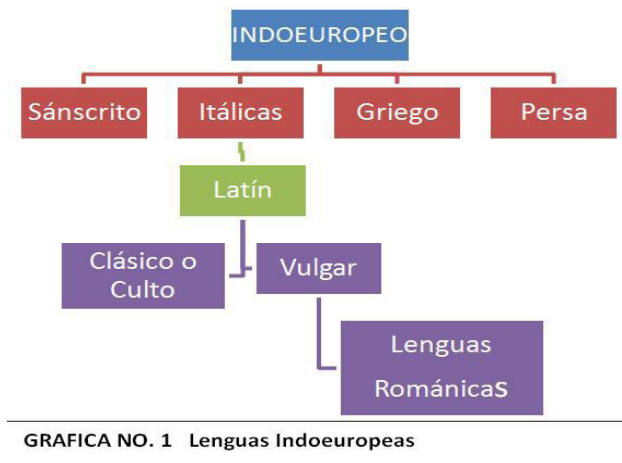 INDOEUROPEO
Sánscrito
Itálicas
Griego
Persa
Latín
Clásico o
Culto
Vulgar
Lenguas
Románicas
GRAFICA NO. 1 Lenguas Indoeuropeas